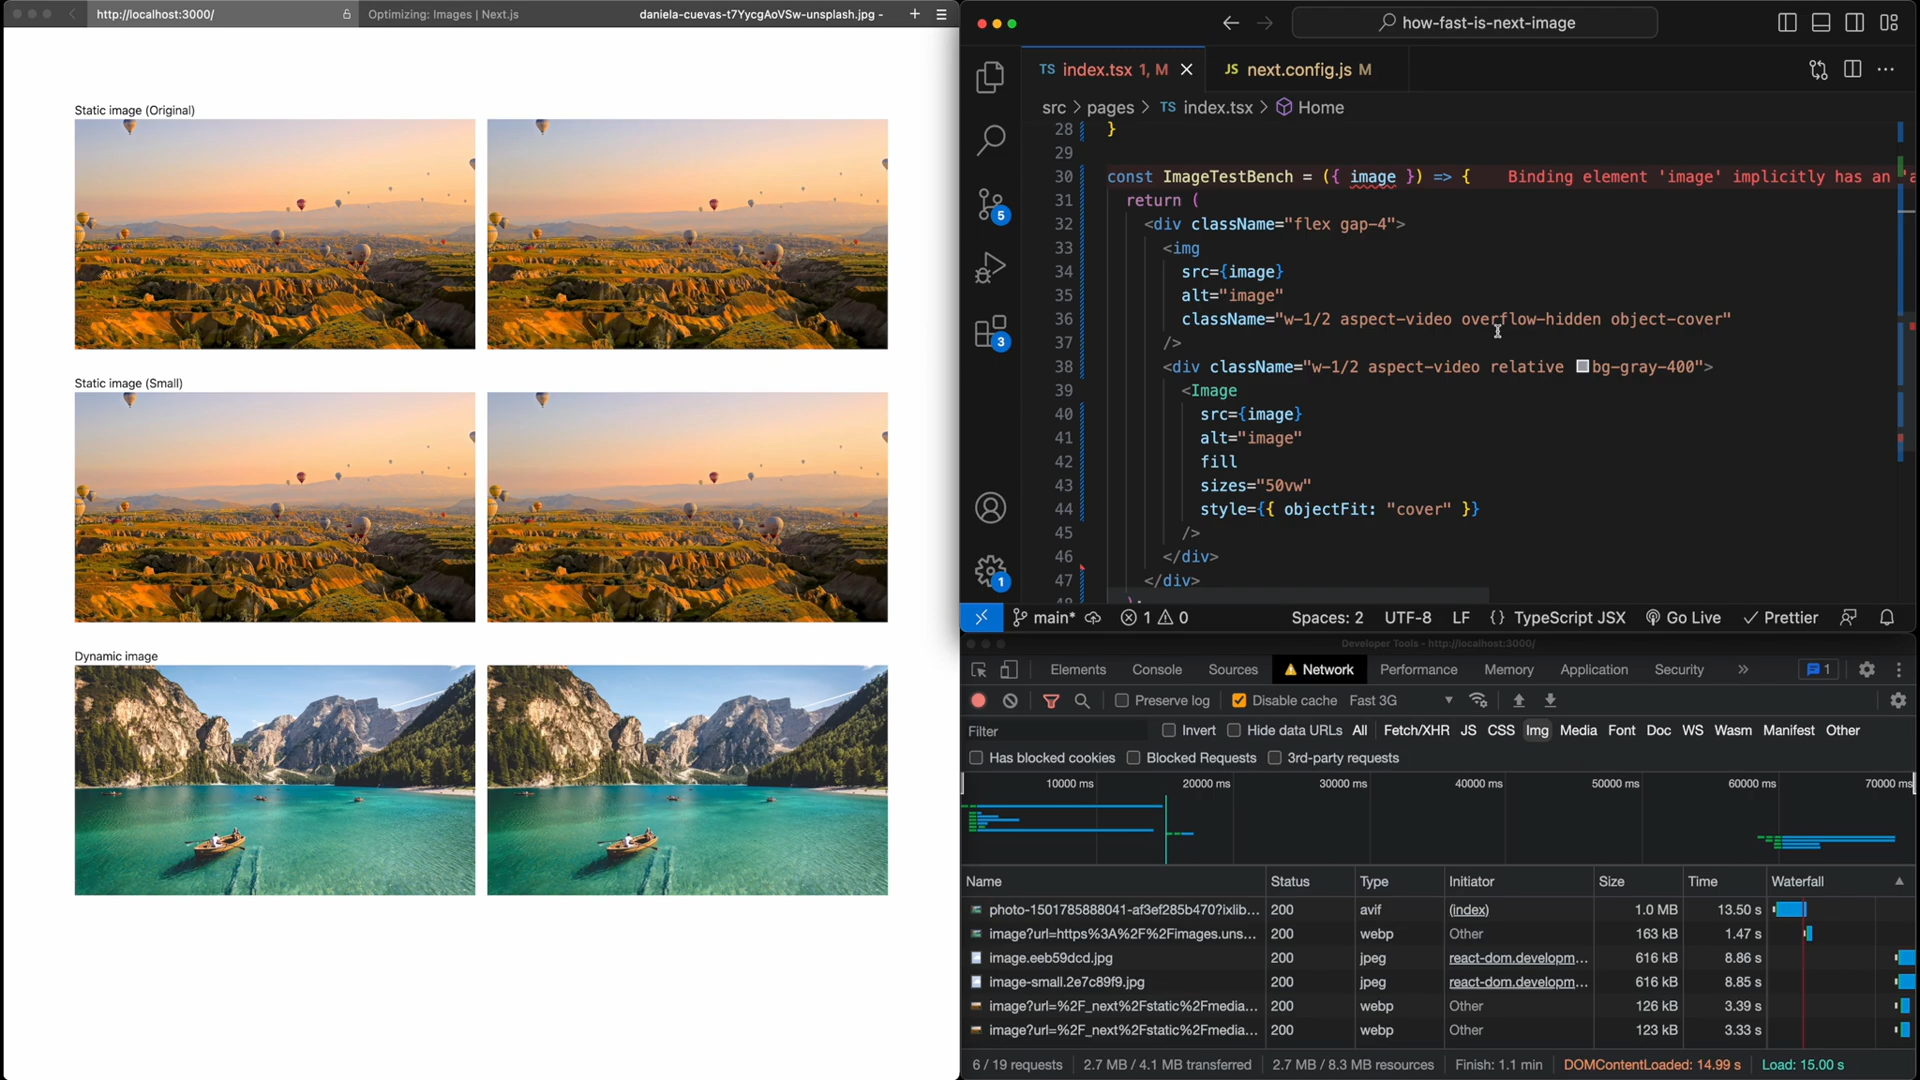 http://localhost:3000/
Optimizing: Images | Next.js
daniela-cuevas-t7YycgAoVSw-unsplash.jpg -
Static image (Original)
Static image (Small)
Dynamic image
how-fast-is-next-image
TS index.tsx 1, M
JS next.config.js M
src > pages > TS index.tsx > Home
28 }
29
30 const ImageTestBench = ({ image }) => { Binding element 'image' implicitly has an 'a
31 return (
32 <div className="flex gap-4">
33 <img
34 src={image}
35 alt="image"
36 className="w-1/2 aspect-video overflow-hidden object-cover"
37 />
38 <div className="w-1/2 aspect-video relative bg-gray-400">
39 <Image
40 src={image}
41 alt="image"
42 fill
43 sizes="50vw"
44 style={{ objectFit: "cover" }}
45 />
46 </div>
47 </div>
48 );
5
3
1
main* 1 0 Spaces: 2 UTF-8 LF {} TypeScript JSX Go Live Prettier
Developer Tools - http://localhost:3000/
Elements Console Sources Network Performance Memory Application Security » 1
Preserve log Disable cache Fast 3G
Filter Invert Hide data URLs All Fetch/XHR JS CSS Img Media Font Doc WS Wasm Manifest Other
Has blocked cookies Blocked Requests 3rd-party requests
10000 ms 20000 ms 30000 ms 40000 ms 50000 ms 60000 ms 70000 ms
Name Status Type Initiator Size Time Waterfall
photo-1501785888041-af3ef285b470?ixlib... 200 avif (index) 1.0 MB 13.50 s
image?url=https%3A%2F%2Fimages.uns... 200 webp Other 163 kB 1.47 s
image.eeb59dcd.jpg 200 jpeg react-dom.developm... 616 kB 8.86 s
image-small.2e7c89f9.jpg 200 jpeg react-dom.developm... 616 kB 8.85 s
image?url=%2F_next%2Fstatic%2Fmedia... 200 webp Other 126 kB 3.39 s
image?url=%2F_next%2Fstatic%2Fmedia... 200 webp Other 123 kB 3.33 s
6 / 19 requests 2.7 MB / 4.1 MB transferred 2.7 MB / 8.3 MB resources Finish: 1.1 min DOMContentLoaded: 14.99 s Load: 15.00 s